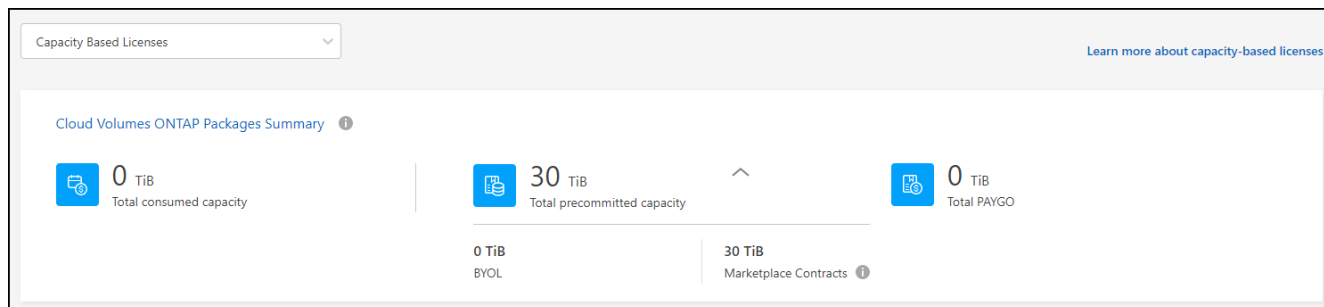 Capacity Based Licenses
Learn more about capacity-based licenses
Cloud Volumes ONTAP Packages Summary
0 TiB
Total consumed capacity
30 TiB
Total precommitted capacity
0 TiB
Total PAYGO
0 TiB
BYOL
30 TiB
Marketplace Contracts